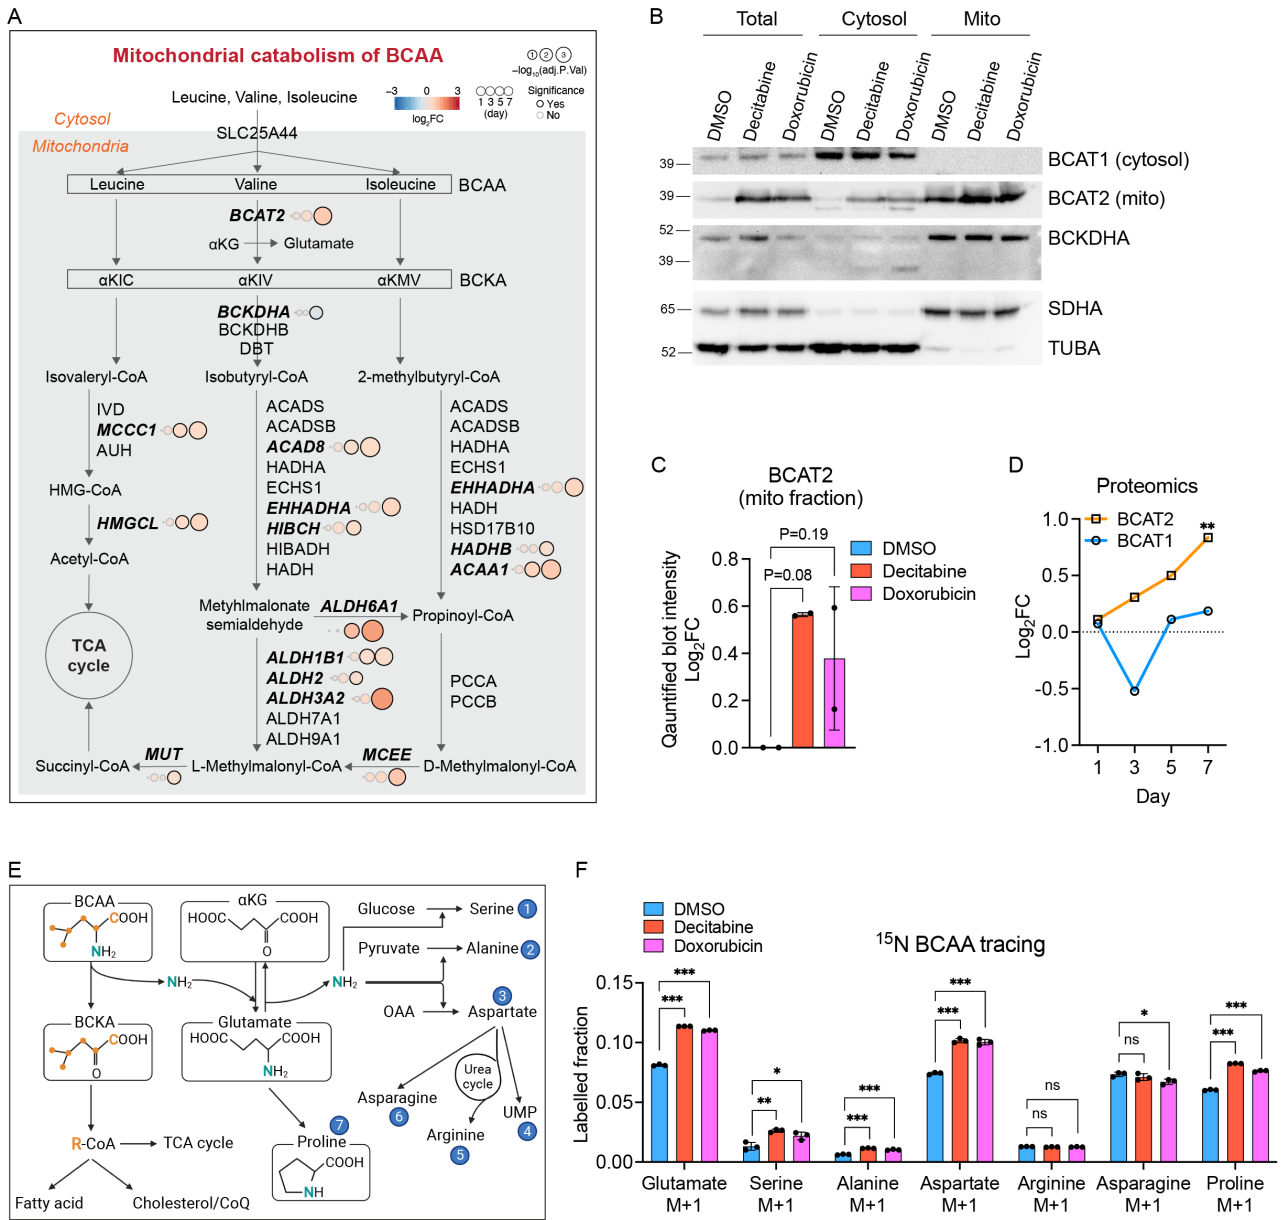 A
Mitochondrial catabolism of BCAA
1 2 3
−log10(adj.P.Val)
−3 0 3
log2FC
1 3 5 7
(day)
Significance
Yes
No
Leucine, Valine, Isoleucine
Cytosol
Mitochondria
SLC25A44
Leucine Valine Isoleucine BCAA
BCAT2
αKG Glutamate
αKIC αKIV αKMV BCKA
BCKDHA
BCKDHB
DBT
Isovaleryl-CoA Isobutyryl-CoA 2-methylbutyryl-CoA
IVD
MCCC1
AUH
HMG-CoA
HMGCL
Acetyl-CoA
TCA
cycle
ACADS
ACADSB
ACAD8
HADHA
ECHS1
EHHADHA
HIBCH
HIBADH
HADH
ACADS
ACADSB
HADHA
ECHS1
EHHADHA
HADH
HSD17B10
HADHB
ACAA1
Metyhlmalonate
semialdehyde
ALDH6A1
Propinoyl-CoA
ALDH1B1
ALDH2
ALDH3A2
ALDH7A1
ALDH9A1
PCCA
PCCB
Succinyl-CoA MUT L-Methylmalonyl-CoA MCEE D-Methylmalonyl-CoA
B
Total Cytosol Mito
DMSO Decitabine Doxorubicin DMSO Decitabine Doxorubicin DMSO Decitabine Doxorubicin
39 BCAT1 (cytosol)
39 BCAT2 (mito)
52 BCKDHA
39
65 SDHA
52 TUBA
C
BCAT2
(mito fraction)
P=0.19
P=0.08
DMSO
Decitabine
Doxorubicin
Qauntified blot intensity
Log2FC
0.8
0.6
0.4
0.2
0.0
D
Proteomics
BCAT2
BCAT1
**
Log2FC
1.0
0.5
0.0
-0.5
-1.0
1 3 5 7
Day
E
BCAA
COOH
NH2
αKG
HOOC COOH
O
Glucose Serine 1
Pyruvate Alanine 2
NH2 NH2
3
OAA Aspartate
BCKA
COOH
O
Glutamate
HOOC COOH
NH2
Urea
cycle
Asparagine
6
UMP
4
Arginine
5
7
Proline
COOH
NH
R-CoA TCA cycle
Fatty acid Cholesterol/CoQ
F
DMSO
Decitabine
Doxorubicin
15N BCAA tracing
Labelled fraction
0.15
0.10
0.05
0.00
*** ***
** *
*** ***
*** ***
ns ns
ns *
*** ***
Glutamate Serine Alanine Aspartate Arginine Asparagine Proline
M+1 M+1 M+1 M+1 M+1 M+1 M+1